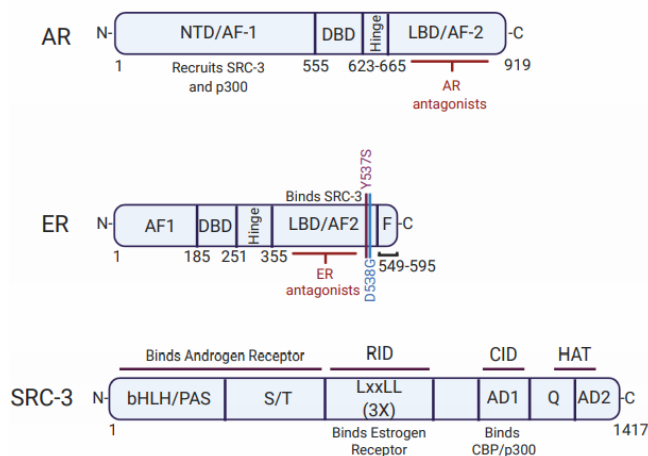 AR
N-
NTD/AF-1
DBD
Hinge
LBD/AF-2
-C
1
Recruits SRC-3
and p300
555
623-665
919
AR
antagonists
ER
Binds SRC-3
Y537S
N-
AF1
DBD
Hinge
LBD/AF2
F
-C
1
185
251
355
549-595
ER
antagonists
D538G
Binds Androgen Receptor
RID
CID
HAT
SRC-3
N-
bHLH/PAS
S/T
LxxLL
(3X)
AD1
Q
AD2
-C
1
Binds Estrogen
Receptor
Binds
CBP/p300
1417